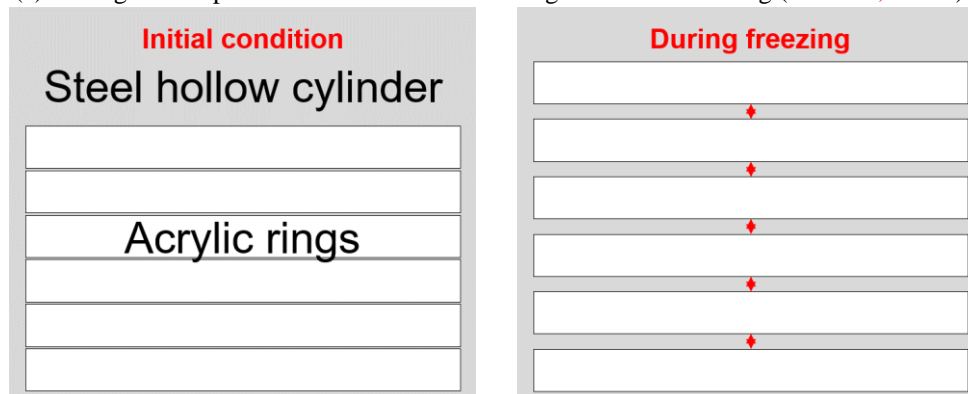 Initial condition
Steel hollow cylinder
Acrylic rings
During freezing